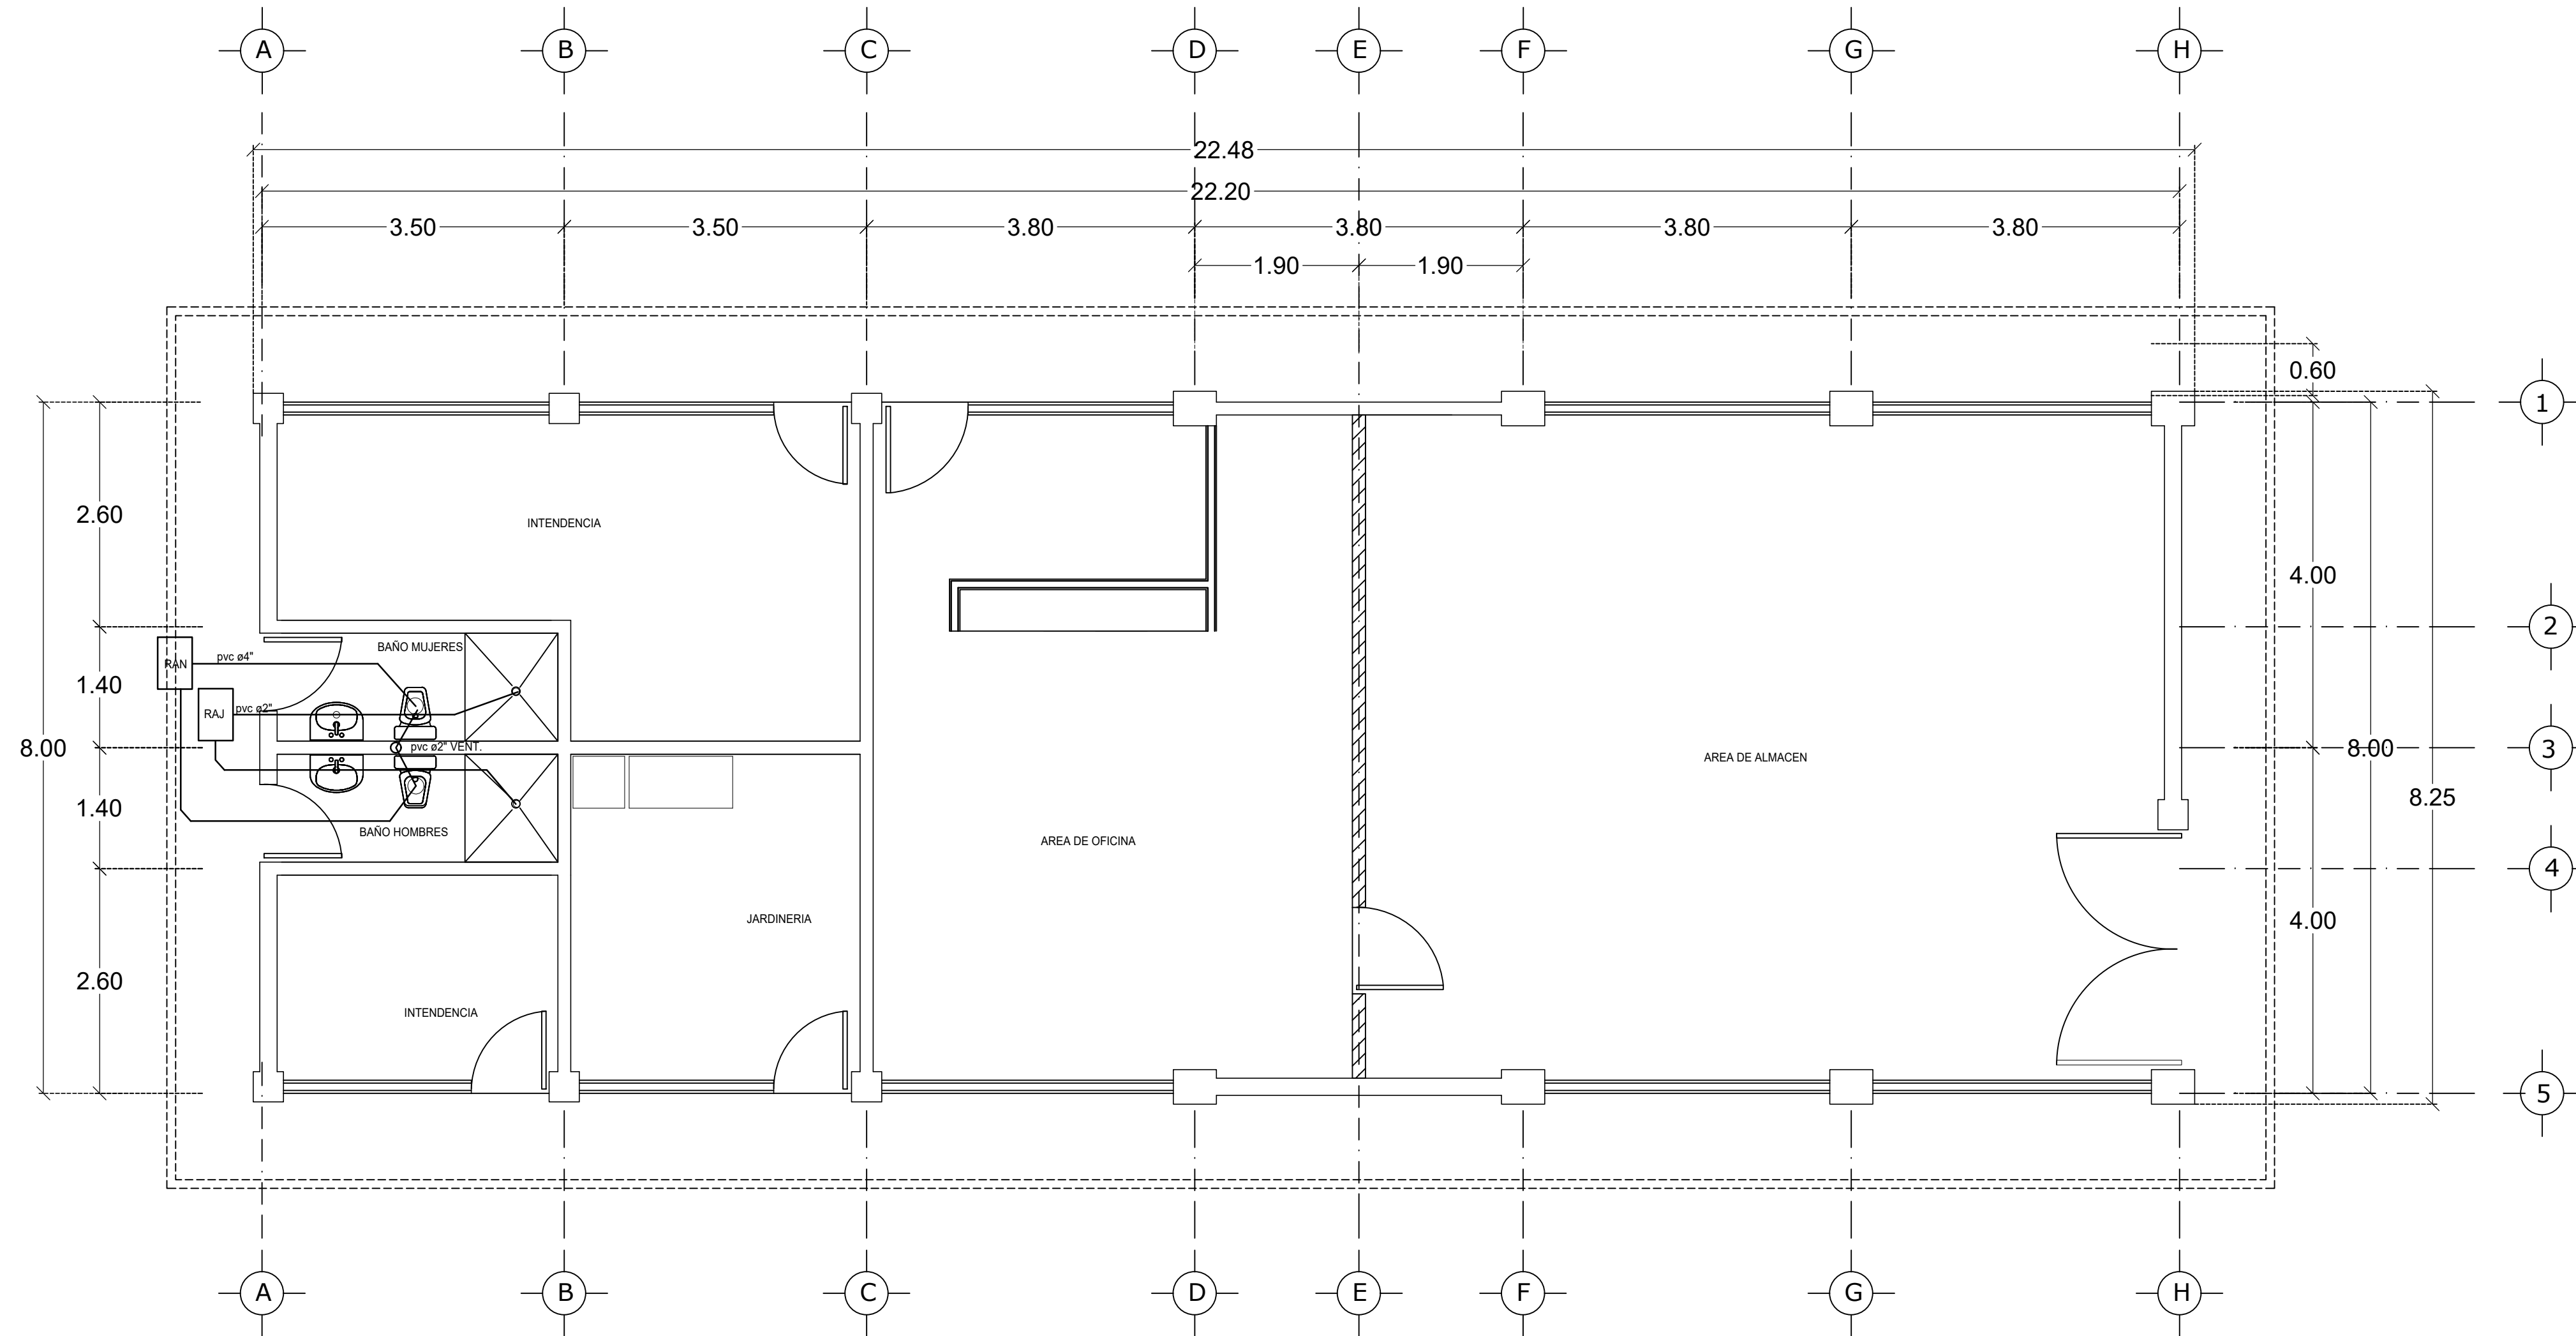 A B C D E F G H
22.48
22.20
3.50 3.50 3.80 3.80 3.80 3.80
1.90 1.90
0.60
1
2.60
INTENDENCIA
4.00
2
BAÑO MUJERES
RAN pvc ø4"
1.40
RAJ pvc ø2"
8.00
pvc ø2" VENT.
8.00
3
AREA DE ALMACEN
8.25
1.40
BAÑO HOMBRES
AREA DE OFICINA
4
JARDINERIA
4.00
2.60
INTENDENCIA
5
A B C D E F G H